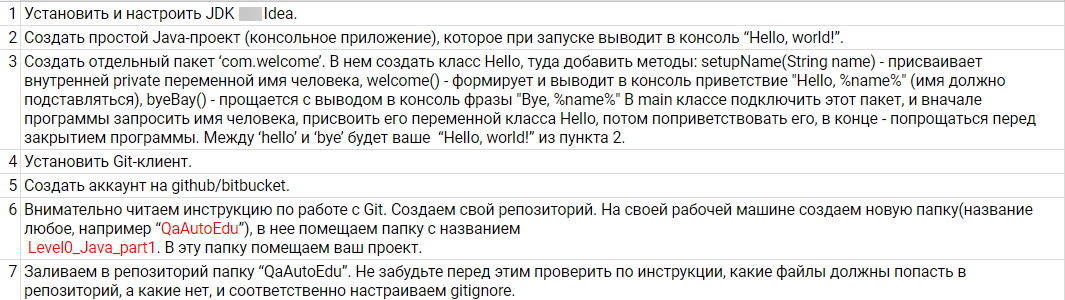 1 Установить и настроить JDK Idea.
2 Создать простой Java-проект (консольное приложение), которое при запуске выводит в консоль “Hello, world!”.
3 Создать отдельный пакет ‘com.welcome’. В нем создать класс Hello, туда добавить методы: setupName(String name) - присваивает
внутренней private переменной имя человека, welcome() - формирует и выводит в консоль приветствие "Hello, %name%" (имя должно
подставляться), byeBay() - прощается с выводом в консоль фразы "Bye, %name%" В main классе подключить этот пакет, и вначале
программы запросить имя человека, присвоить его переменной класса Hello, потом поприветствовать его, в конце - попрощаться перед
закрытием программы. Между ‘hello’ и ‘bye’ будет ваше “Hello, world!” из пункта 2.
4 Установить Git-клиент.
5 Создать аккаунт на github/bitbucket.
6 Внимательно читаем инструкцию по работе с Git. Создаем свой репозиторий. На своей рабочей машине создаем новую папку(название
любое, например “QaAutoEdu”), в нее помещаем папку с названием
Level0_Java_part1. В эту папку помещаем ваш проект.
7 Заливаем в репозиторий папку “QaAutoEdu”. Не забудьте перед этим проверить по инструкции, какие файлы должны попасть в
репозиторий, а какие нет, и соответственно настраиваем gitignore.